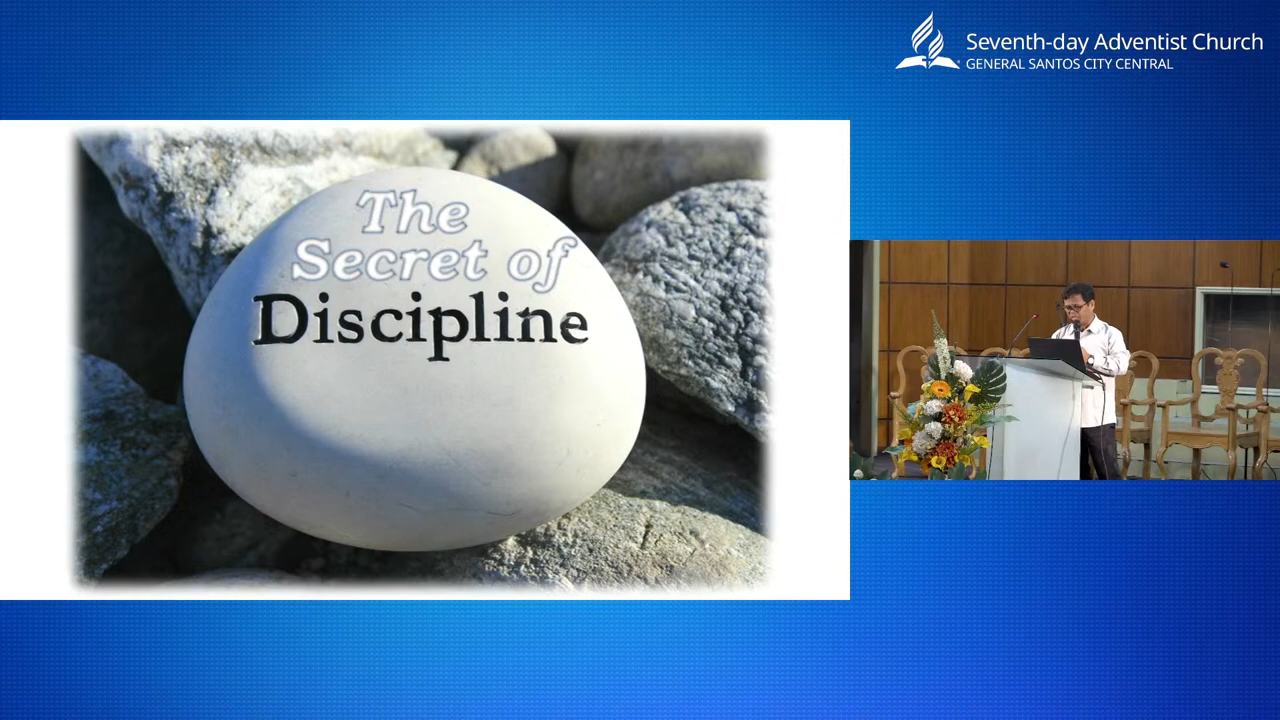 Seventh-day Adventist Church
GENERAL SANTOS CITY CENTRAL
The
Secret of
Discipline